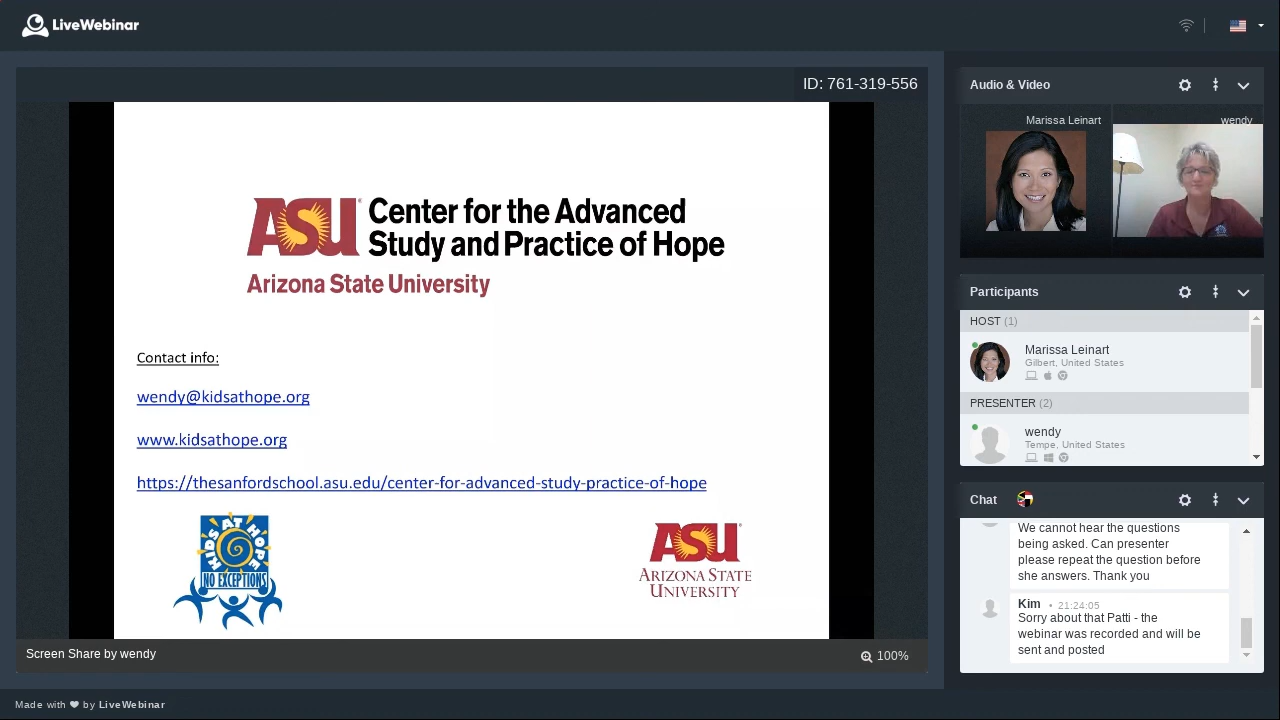 LiveWebinar
ID: 761-319-556
ASU Center for the Advanced
Study and Practice of Hope
Arizona State University
Contact info:
wendy@kidsathope.org
www.kidsathope.org
https://thesanfordschool.asu.edu/center-for-advanced-study-practice-of-hope
KIDS AT HOPE
NO EXCEPTIONS
ASU
ARIZONA STATE
UNIVERSITY
Screen Share by wendy
100%
Audio & Video
Marisssa Leinart
wendy
Participants
HOST (1)
Marissa Leinart
Gilbert, United States
PRESENTER (2)
wendy
Tempe, United States
Chat
We cannot hear the questions
being asked. Can presenter
please repeat the question before
she answers. Thank you
Kim • 21:24:05
Sorry about that Patti - the
webinar was recorded and will be
sent and posted
Made with ❤ by LiveWebinar